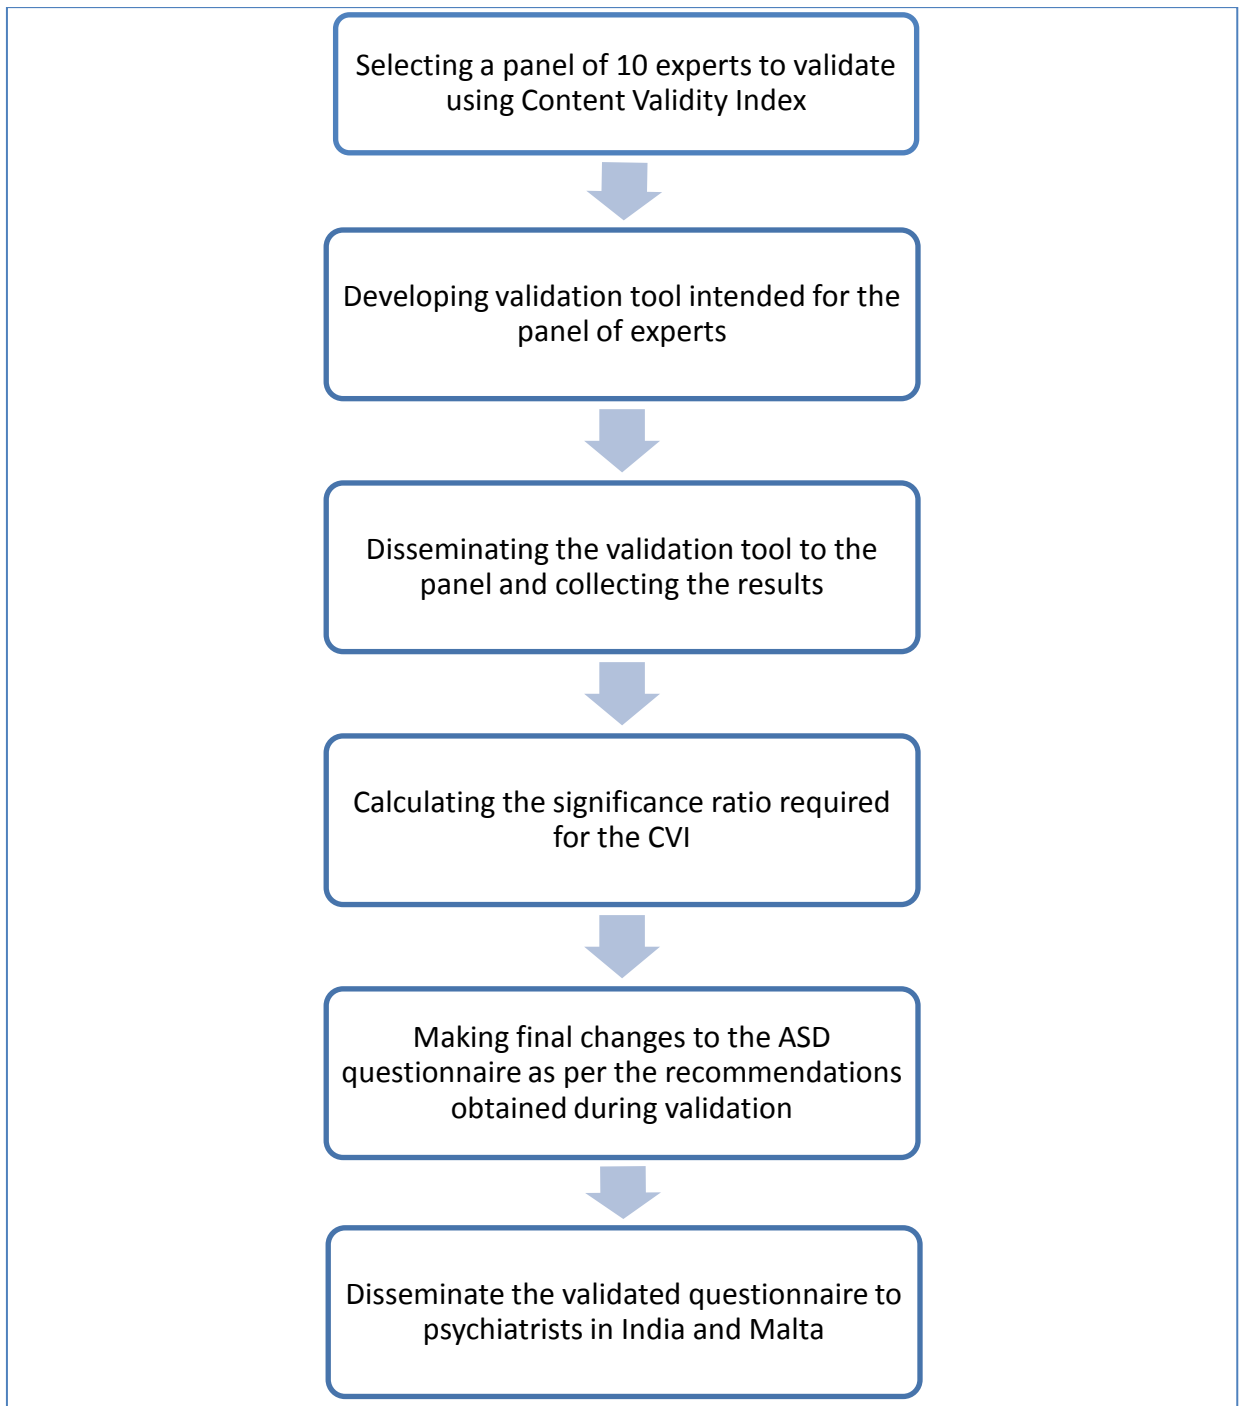 Selecting a panel of 10 experts to validate
using Content Validity Index
Developing validation tool intended for the
panel of experts
Disseminating the validation tool to the
panel and collecting the results
Calculating the significance ratio required
for the CVI
Making final changes to the ASD
questionnaire as per the recommendations
obtained during validation
Disseminate the validated questionnaire to
psychiatrists in India and Malta